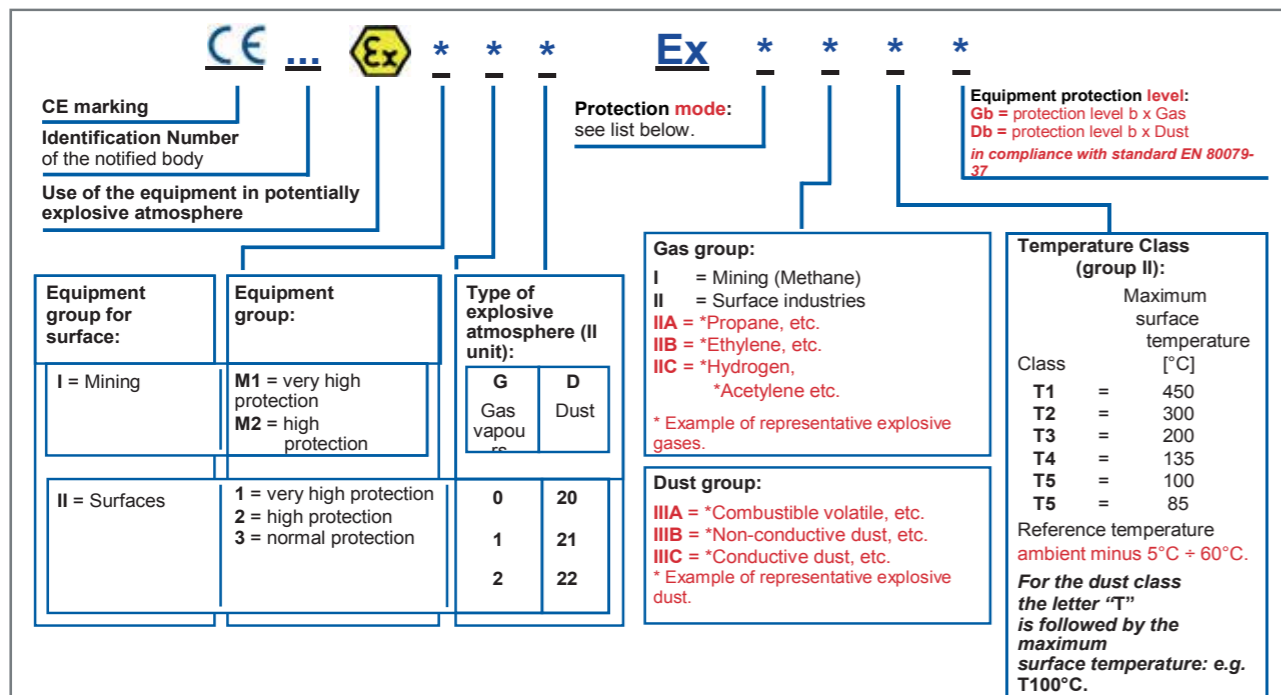 CE ... Ex * * * Ex * * * *
CE marking
Identification Number
of the notified body
Use of the equipment in potentially
explosive atmosphere
Protection mode:
see list below.
Equipment protection level:
Gb = protection level b x Gas
Db = protection level b x Dust
in compliance with standard EN 80079-
37
Equipment
group for
surface:
Equipment
group:
Type of
explosive
atmosphere (II
unit):
I = Mining
M1 = very high
protection
M2 = high
protection
G D
Gas Dust
vapou
rs
II = Surfaces
1 = very high protection
2 = high protection
3 = normal protection
0 20
1 21
2 22
Gas group:
I = Mining (Methane)
II = Surface industries
IIA = *Propane, etc.
IIB = *Ethylene, etc.
IIC = *Hydrogen,
*Acetylene etc.
* Example of representative explosive
gases.
Dust group:
IIIA = *Combustible volatile, etc.
IIIB = *Non-conductive dust, etc.
IIIC = *Conductive dust, etc.
* Example of representative explosive
dust.
Temperature Class
(group II):
Maximum
surface
temperature
Class [°C]
T1 = 450
T2 = 300
T3 = 200
T4 = 135
T5 = 100
T5 = 85
Reference temperature
ambient minus 5°C ÷ 60°C.
For the dust class
the letter “T”
is followed by the
maximum
surface temperature: e.g.
T100°C.